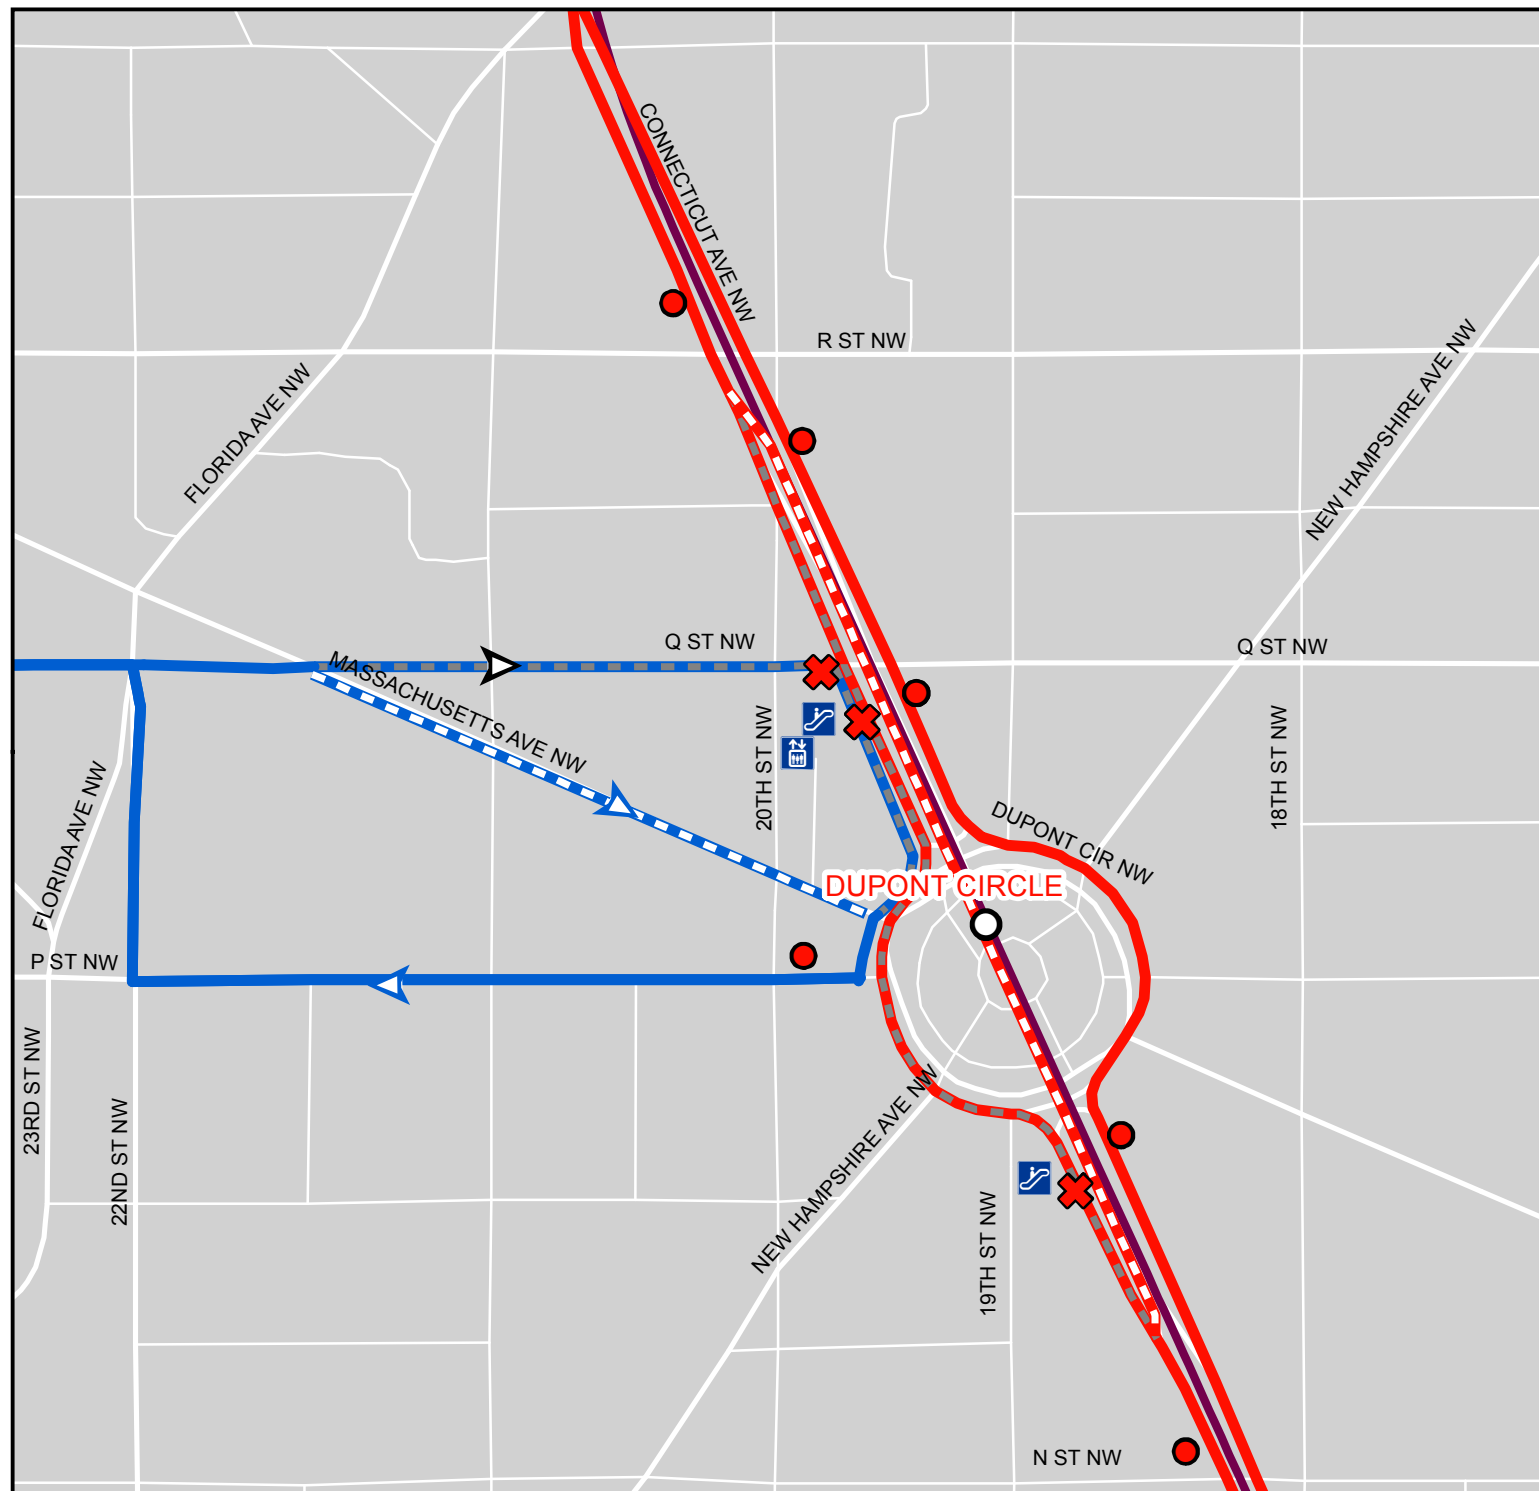 CONNECTICUT AVE NW
R ST NW
NEW HAMPSHIRE AVE NW
FLORIDA AVE NW
Q ST NW
Q ST NW
MASSACHUSETTS AVE NW
20TH ST NW
18TH ST NW
FLORIDA AVE NW
DUPONT CIR NW
DUPONT CIRCLE
P ST NW
23RD ST NW
22ND ST NW
NEW HAMPSHIRE AVE NW
19TH ST NW
N ST NW